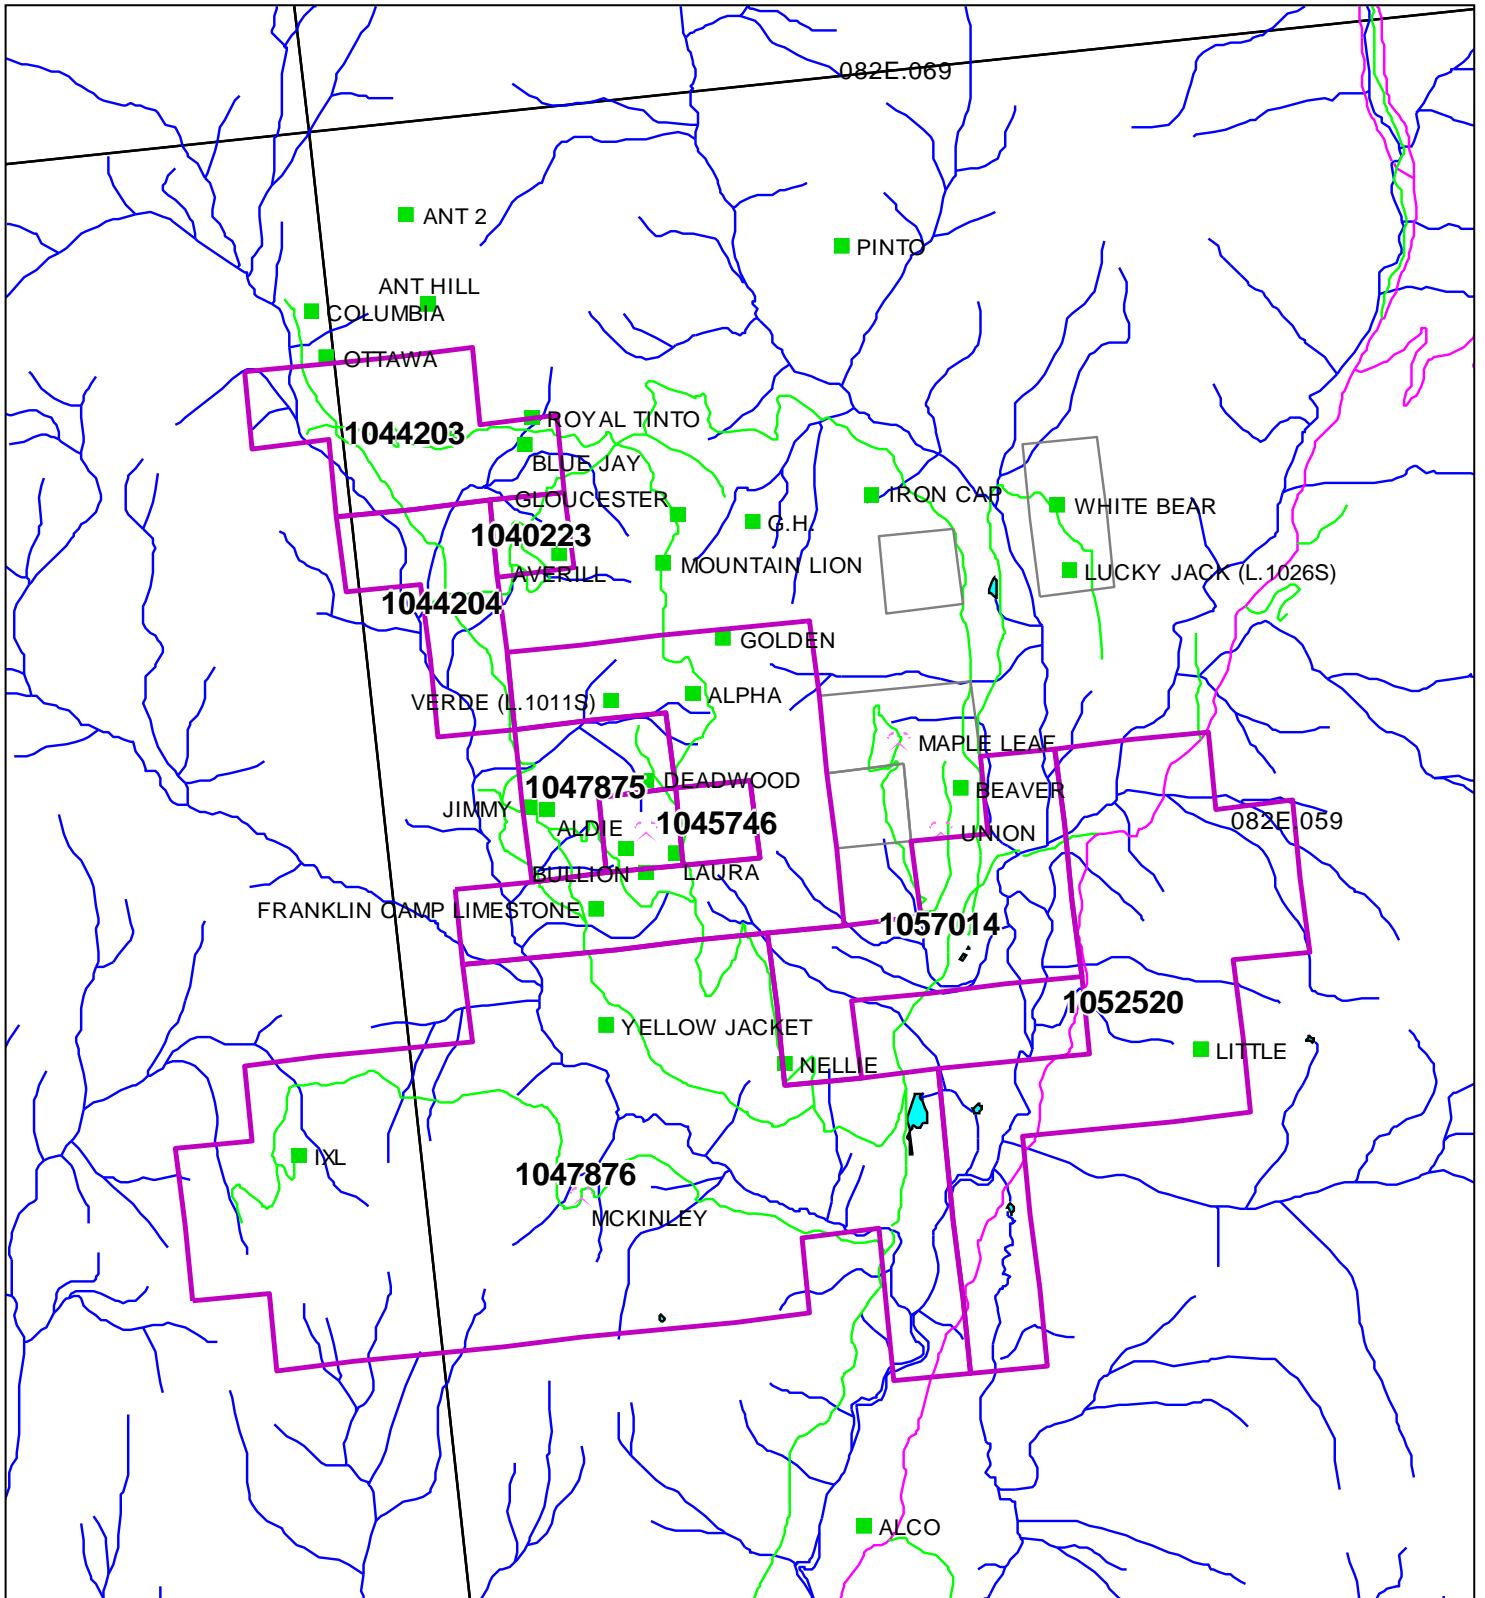 082E.069
ANT 2
PINTO
ANT HILL
COLUMBIA
OTTAWA
ROYAL TINTO
1044203
BLUE JAY
GLOUCESTER
IRON CAP
WHITE BEAR
G.H.
1040223
MOUNTAIN LION
AVERILL
LUCKY JACK (L.1026S)
1044204
GOLDEN
VERDE (L.1011S)
ALPHA
MAPLE LEAF
DEADWOOD
1047875
BEAVER
JIMMY
ALDIE
1045746
UNION
082E.059
BULLION
LAURA
FRANKLIN CAMP LIMESTONE
1057014
1052520
YELLOW JACKET
NELLIE
LITTLE
IXL
1047876
MCKINLEY
ALCO